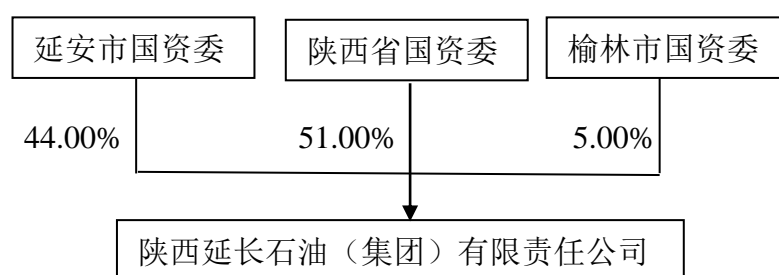 延安市国资委 陕西省国资委 榆林市国资委
44.00% 51.00% 5.00%
陕西延长石油（集团）有限责任公司